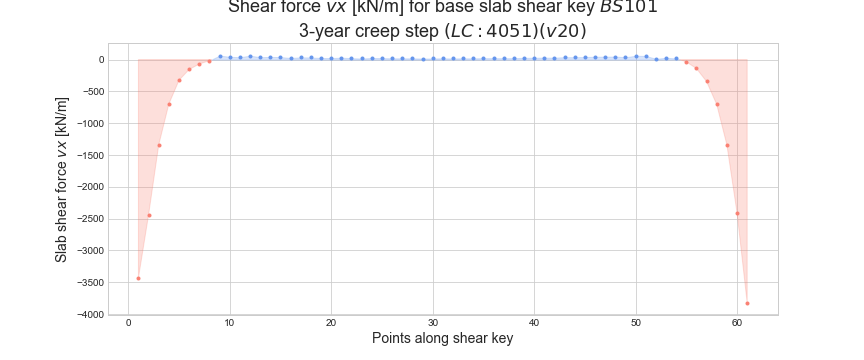 Shear force vx [kN/m] for base slab shear key BS101
3-year creep step (LC : 4051)(v20)
Slab shear force vx [kN/m]
0
−500
−1000
−1500
−2000
−2500
−3000
−3500
−4000
0 10 20 30 40 50 60
Points along shear key